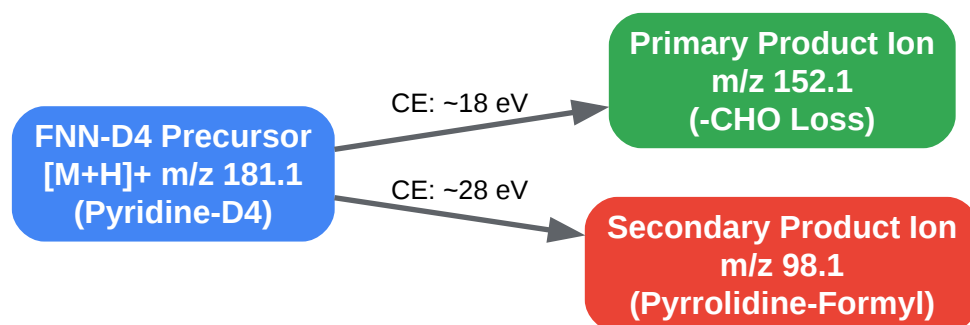 FNN-D4 Precursor
[M+H]+ m/z 181.1
(Pyridine-D4)
CE: ~18 eV
Primary Product Ion
m/z 152.1
(-CHO Loss)
CE: ~28 eV
Secondary Product Ion
m/z 98.1
(Pyrrolidine-Formyl)